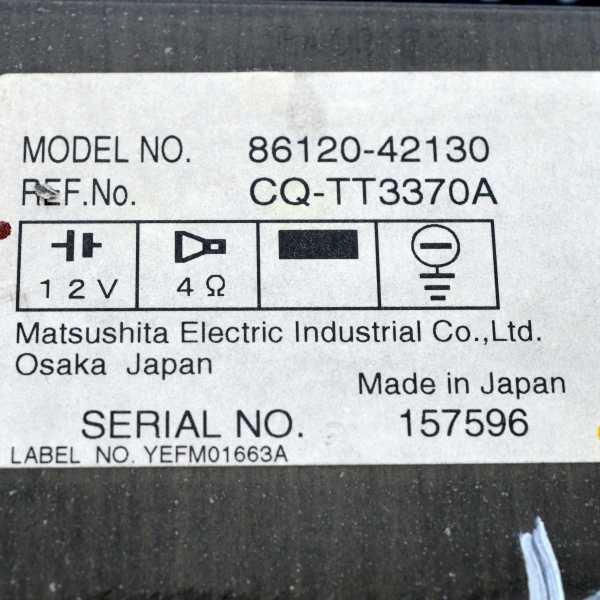 MODEL NO. 86120-42130
REF.No. CQ-TT3370A
12V 4Ω
Matsushita Electric Industrial Co.,Ltd.
Osaka Japan
Made in Japan
SERIAL NO. 157596
LABEL NO. YEFM01663A